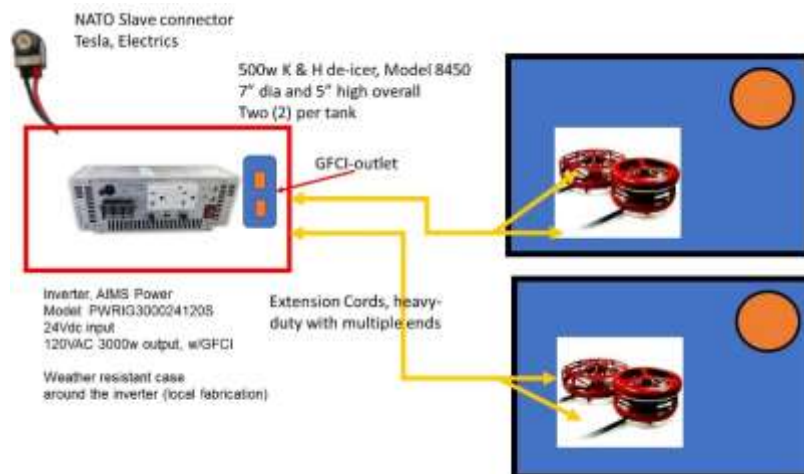 NATO Slave connector
Tesla, Electrics
500w K & H de-icer, Model 8450
7” dia and 5” high overall
Two (2) per tank
GFCI-outlet
Inverter, AIMS Power
Model: PWRIG300024120S
24Vdc input
120VAC 3000w output, w/GFCI
Weather resistant case
around the inverter (local fabrication)
Extension Cords, heavy-
duty with multiple ends